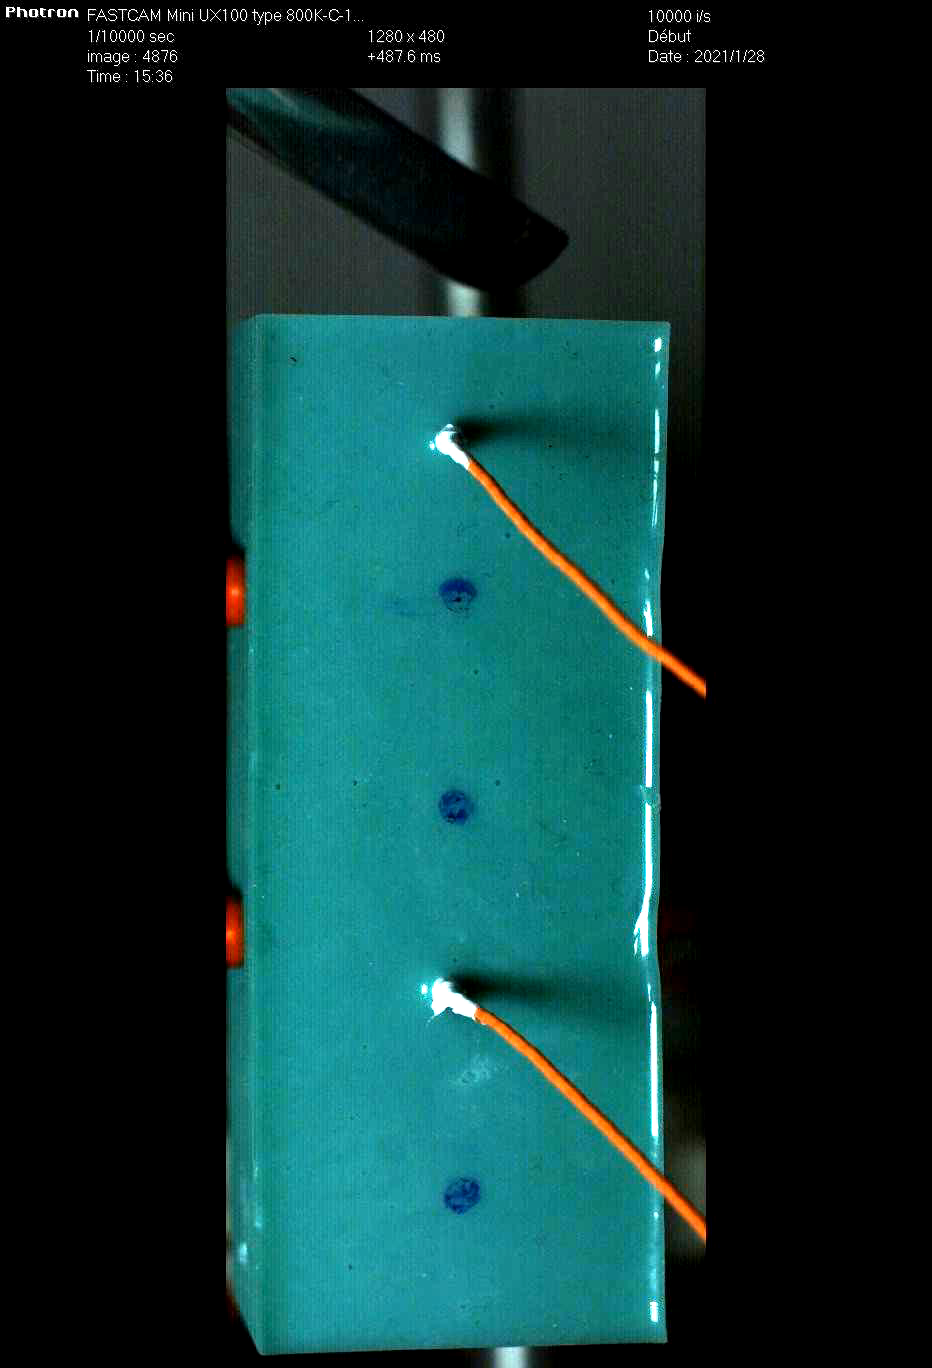 Photron FASTCAM Mini UX100 type 800K-C-1... 10000 i/s
1/10000 sec 1280 x 480 Début
image : 4876 +487.6 ms Date : 2021/1/28
Time : 15:36